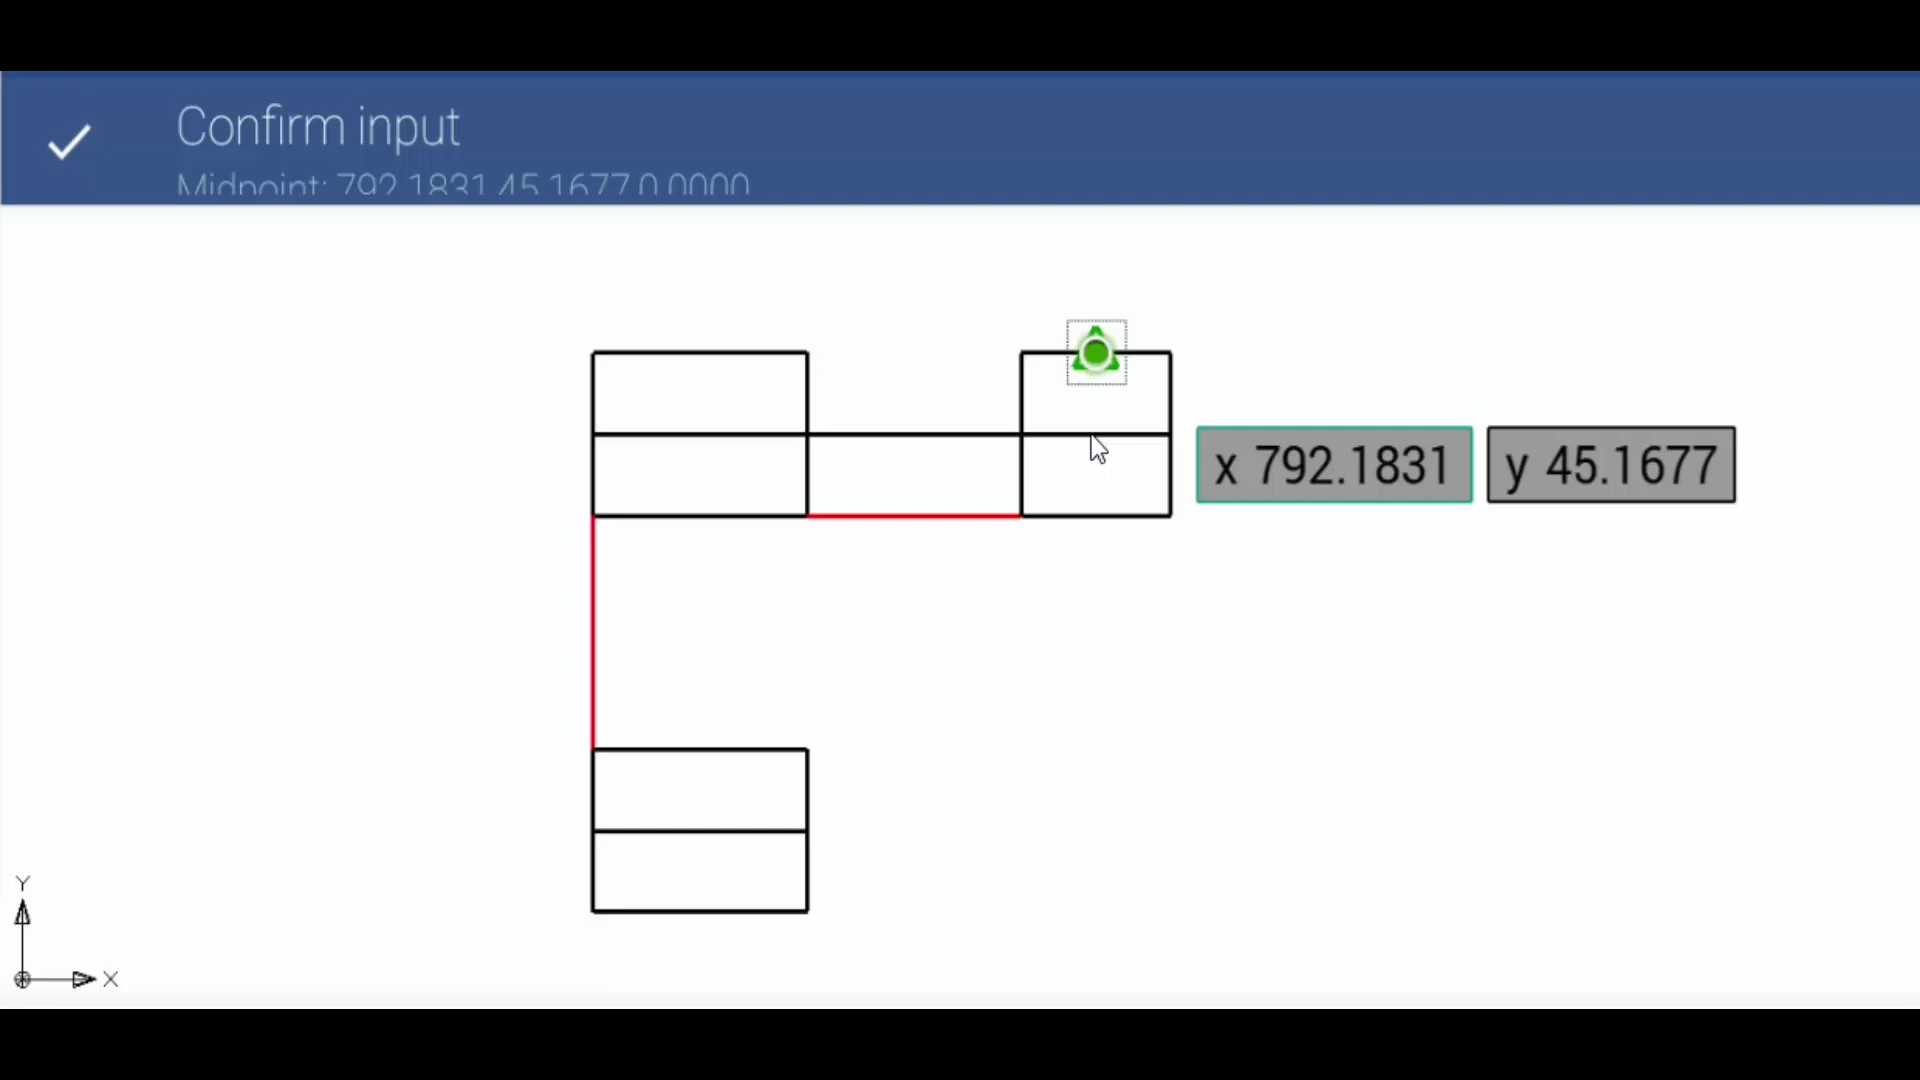 Confirm input
Midpoint: 792.1831,45.1677,0.0000
x 792.1831
y 45.1677
Y
X